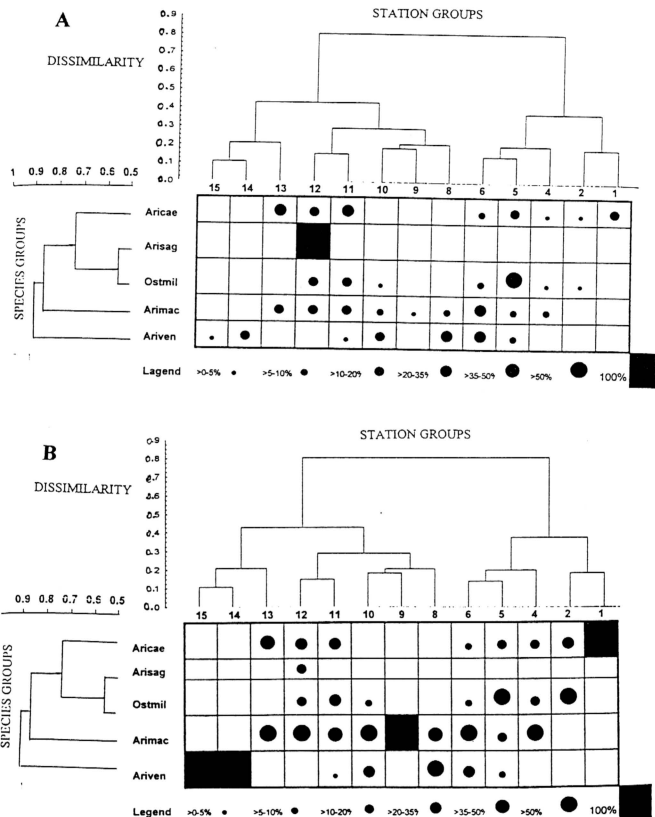 A
STATION GROUPS
DISSIMILARITY
0.9
0.8
0.7
0.6
0.5
0.4
0.3
0.2
0.1
0.0
1 0.9 0.7 0.5
15 14 13 12 11 10 9 8 6 5 4 2 1
SPECIES GROUPS
Aricae
Arisag
Ostmil
Arimac
Ariven
Lagend >0-5% >5-10% >10-20% >20-35% >35-50% >50% 100%
B
STATION GROUPS
DISSIMILARITY
0.9
0.8
0.7
0.6
0.5
0.4
0.3
0.2
0.1
0.0
0.9 0.8 0.7 0.6 0.5
15 14 13 12 11 10 9 8 6 5 4 2 1
SPECIES GROUPS
Aricae
Arisag
Ostmil
Arimac
Ariven
Legend >0-5% >5-10% >10-20% >20-35% >35-50% >50% 100%